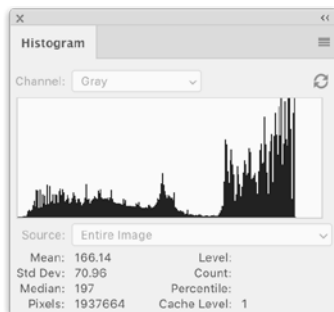 x «
Histogram
Channel: Gray
Source: Entire Image
Mean: 166.14 Level:
Std Dev: 70.96 Count:
Median: 197 Percentile:
Pixels: 1937664 Cache Level: 1